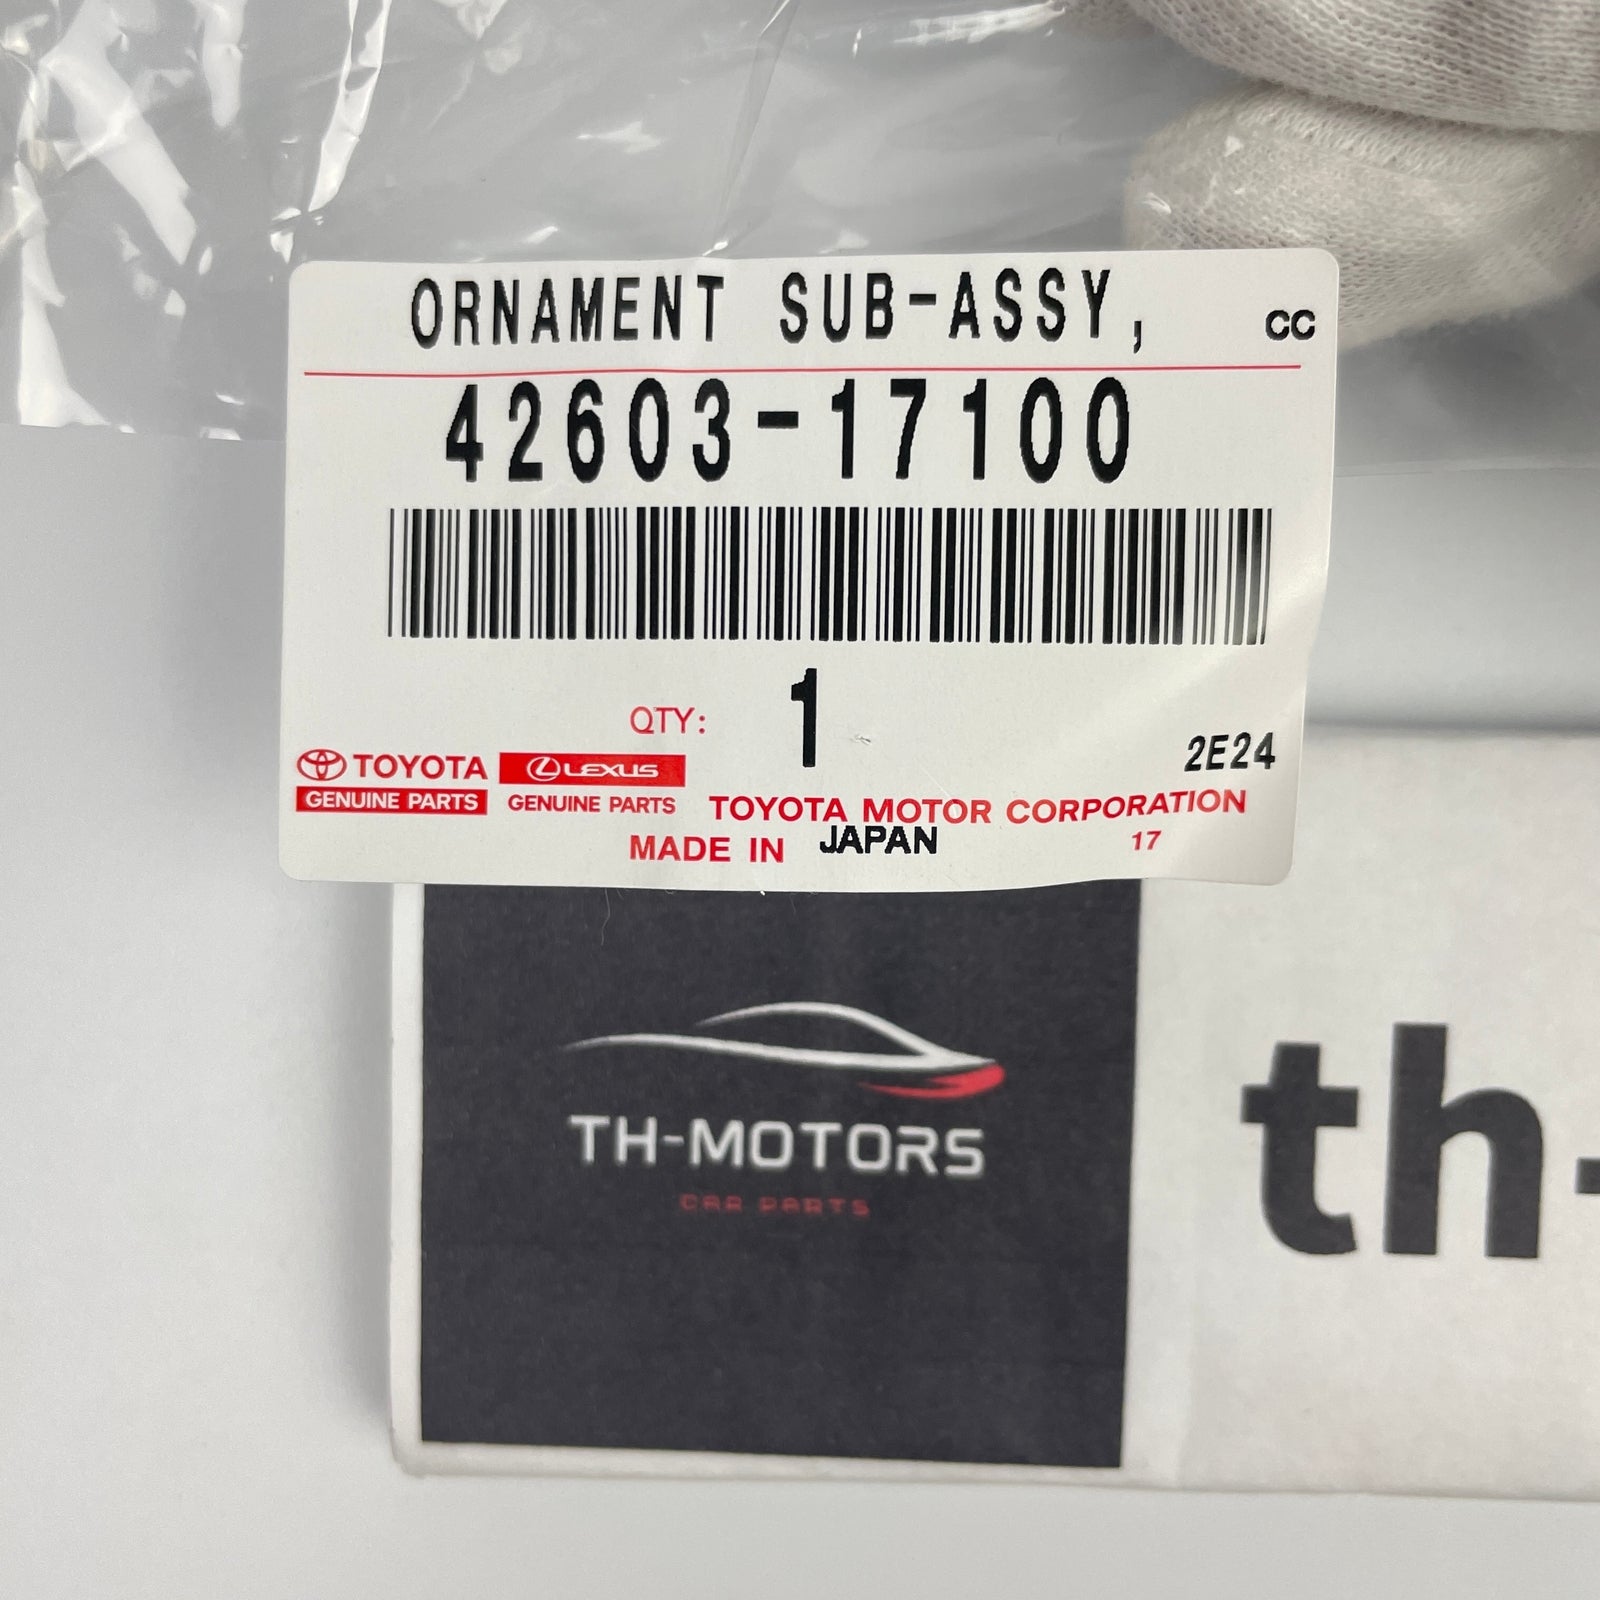 ORNAMENT SUB-ASSY, CC
42603-17100
QTY: 1
2E24
TOYOTA LEXUS
GENUINE PARTS GENUINE PARTS TOYOTA MOTOR CORPORATION
MADE IN JAPAN 17
TH-MOTORS
CAR PARTS
th-